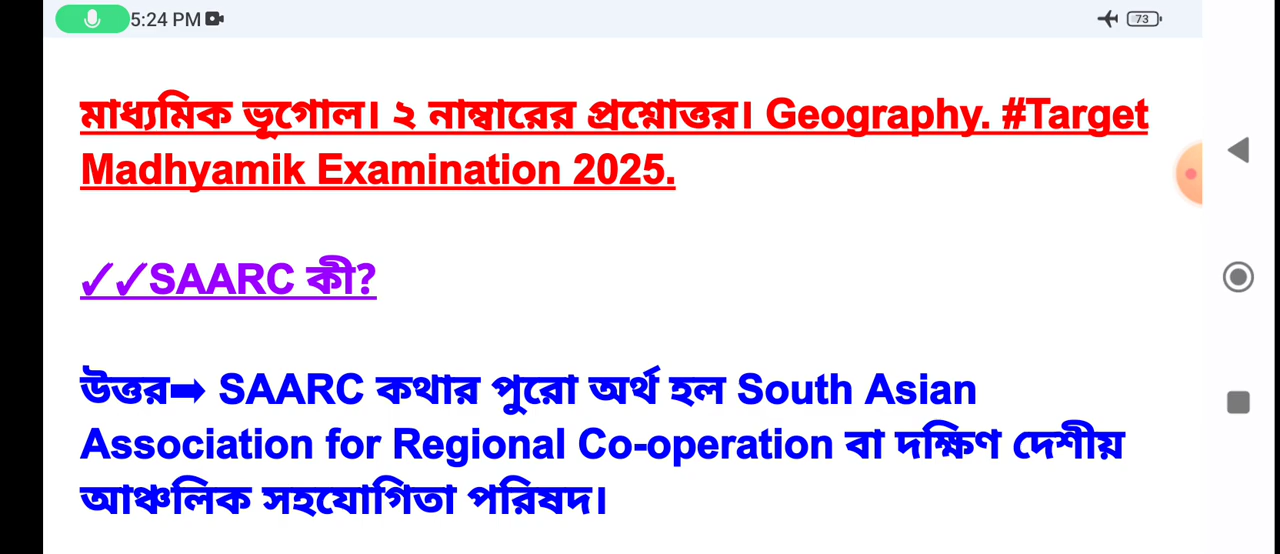 5:24 PM
73
মাধ্যমিক ভূগোল। ২ নাম্বারের প্রশ্নোত্তর। Geography. #Target
Madhyamik Examination 2025.
✓✓SAARC কী?
উত্তর➡ SAARC কথার পুরো অর্থ হল South Asian
Association for Regional Co-operation বা দক্ষিণ দেশীয়
আঞ্চলিক সহযোগিতা পরিষদ।